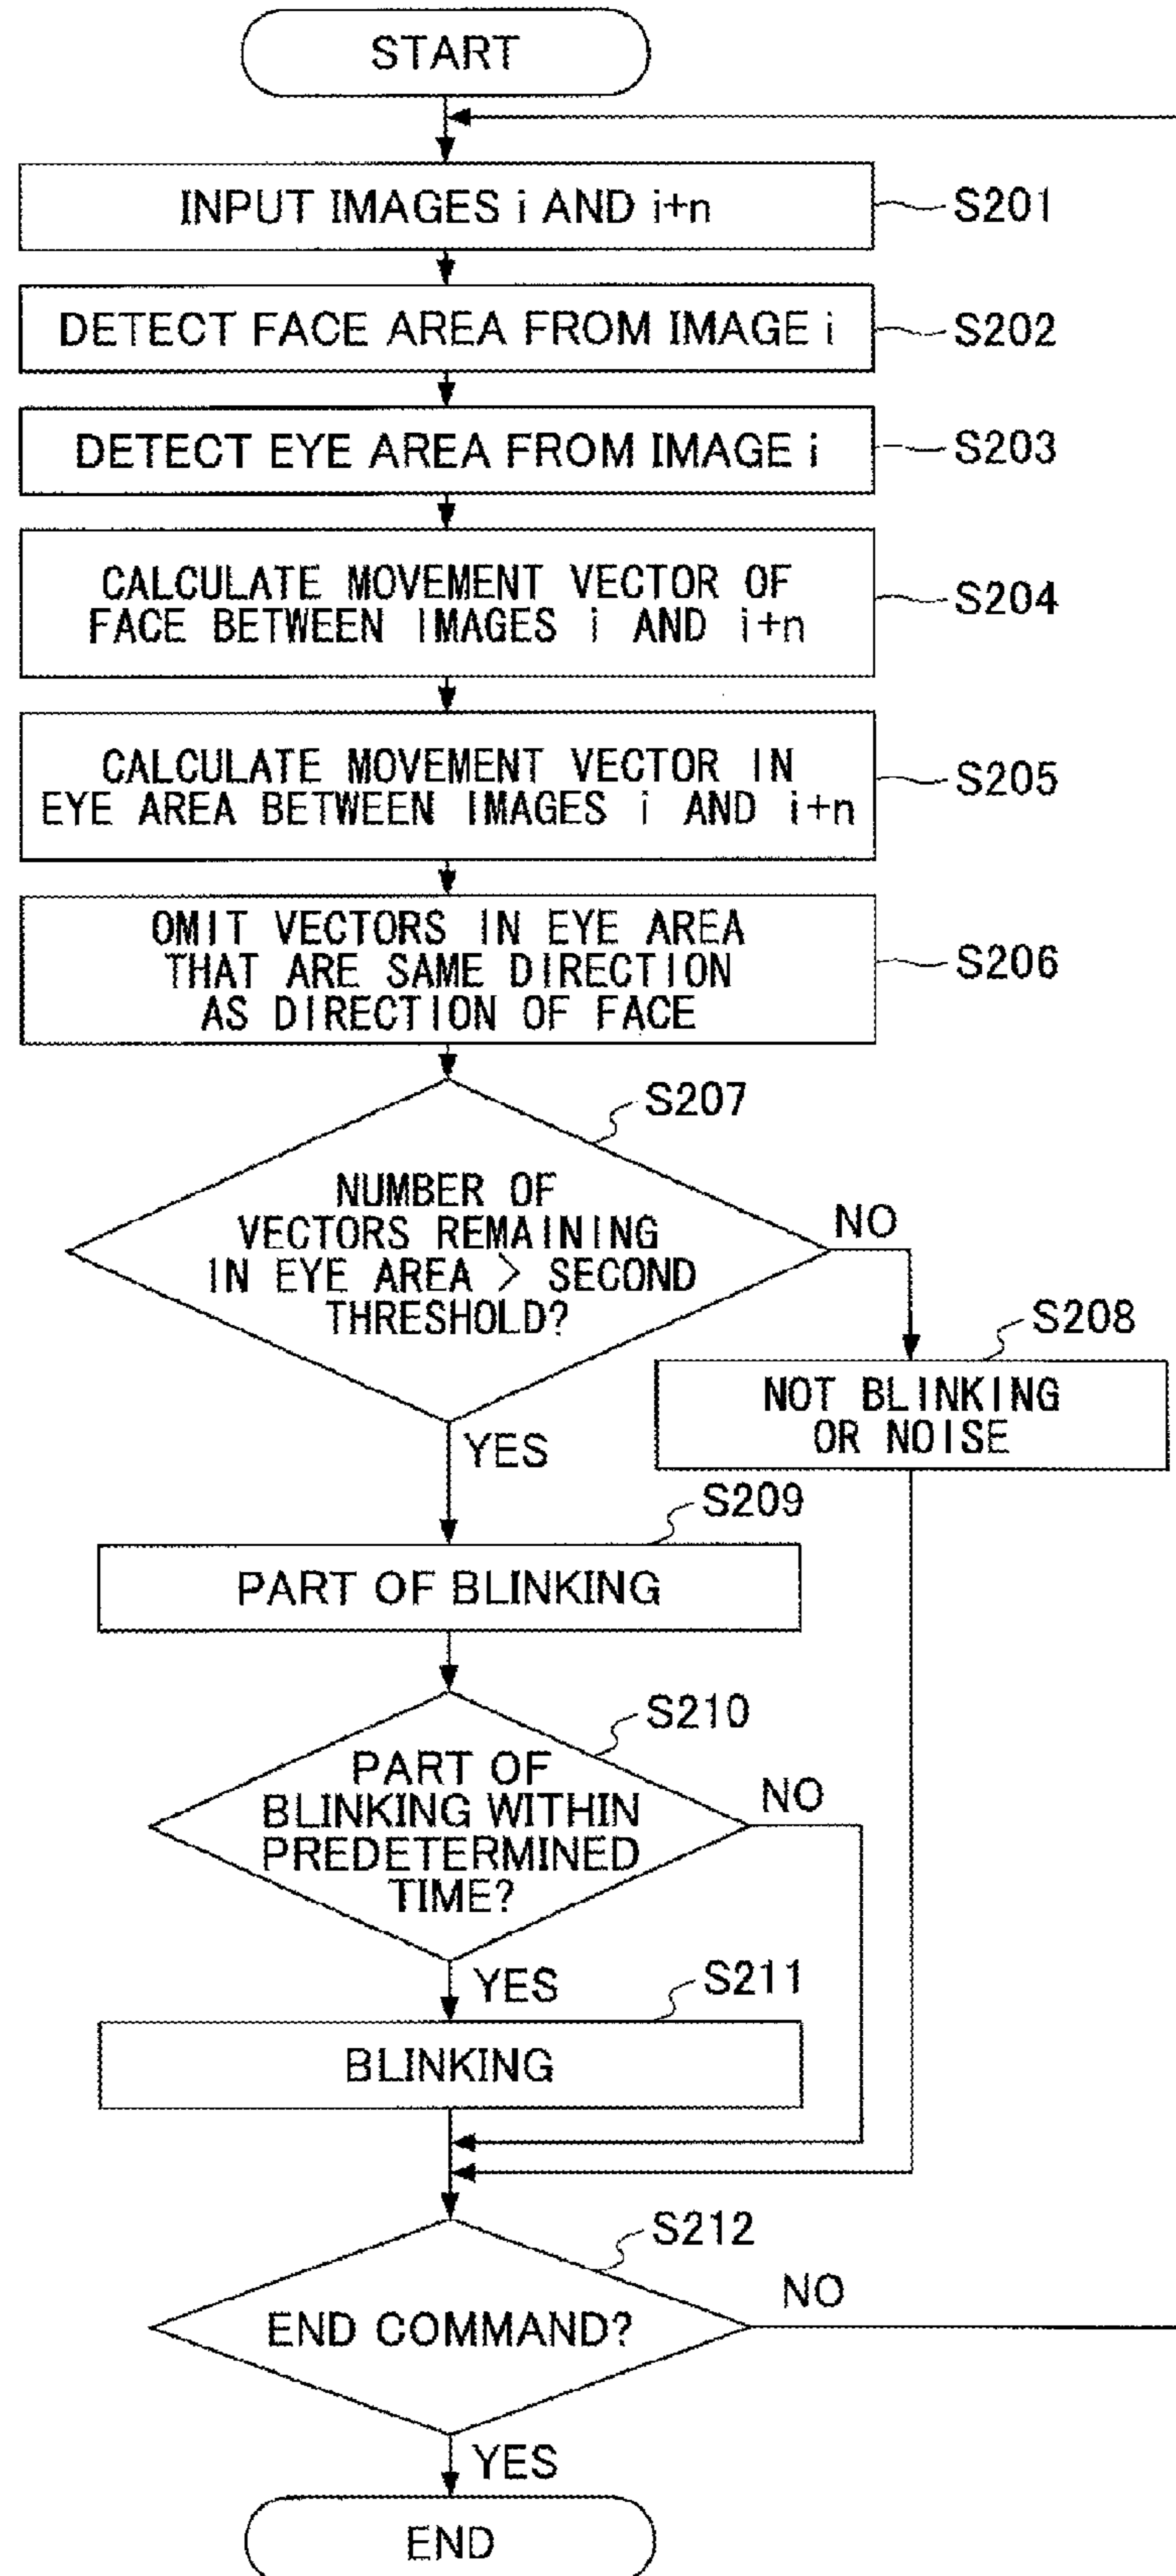 START
INPUT IMAGES i AND i+n
S201
DETECT FACE AREA FROM IMAGE i
S202
DETECT EYE AREA FROM IMAGE i
S203
CALCULATE MOVEMENT VECTOR OF
FACE BETWEEN IMAGES i AND i+n
S204
CALCULATE MOVEMENT VECTOR IN
EYE AREA BETWEEN IMAGES i AND i+n
S205
OMIT VECTORS IN EYE AREA
THAT ARE SAME DIRECTION
AS DIRECTION OF FACE
S206
S207
NUMBER OF
VECTORS REMAINING
IN EYE AREA > SECOND
THRESHOLD?
NO
S208
NOT BLINKING
OR NOISE
YES
S209
PART OF BLINKING
S210
PART OF
BLINKING WITHIN
PREDETERMINED
TIME?
NO
YES
S211
BLINKING
S212
END COMMAND?
NO
YES
END